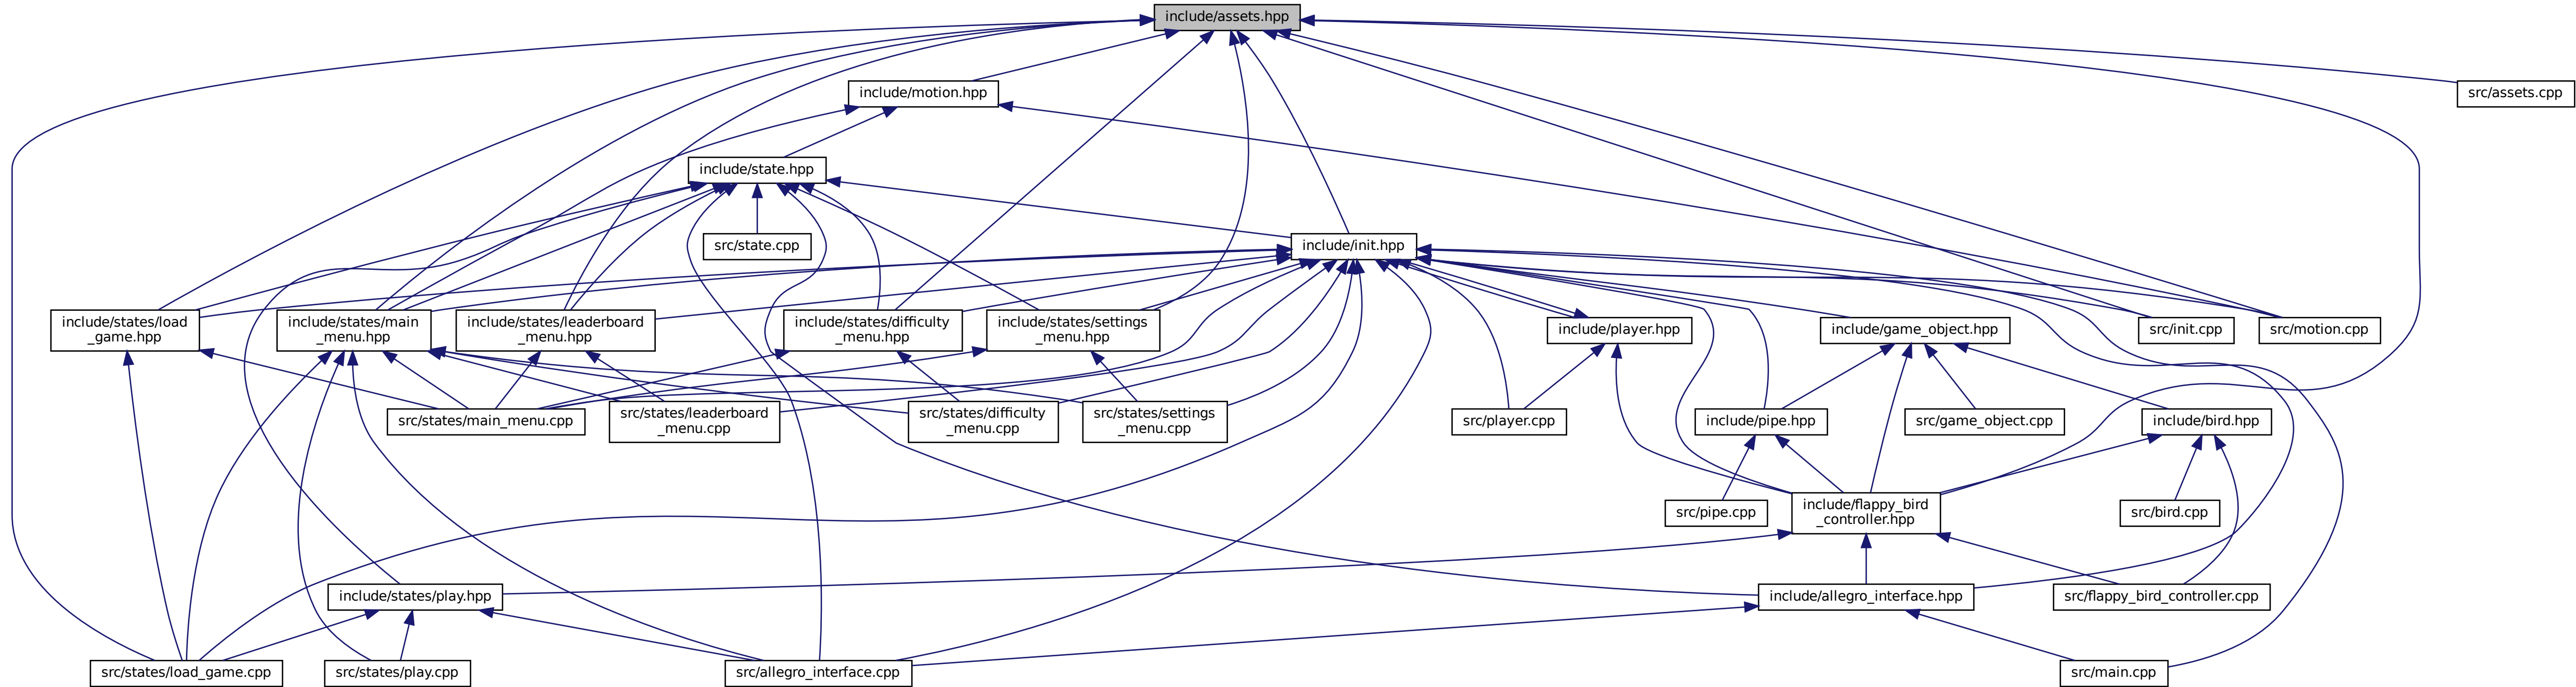 include/assets.hpp
include/motion.hpp
src/assets.cpp
include/state.hpp
src/state.cpp
include/init.hpp
include/states/load
_game.hpp
include/states/main
_menu.hpp
include/states/leaderboard
_menu.hpp
include/states/difficulty
_menu.hpp
include/states/settings
_menu.hpp
include/player.hpp
include/game_object.hpp
src/init.cpp
src/motion.cpp
src/states/main_menu.cpp
src/states/leaderboard
_menu.cpp
src/states/difficulty
_menu.cpp
src/states/settings
_menu.cpp
src/player.cpp
include/pipe.hpp
src/game_object.cpp
include/bird.hpp
src/pipe.cpp
include/flappy_bird
_controller.hpp
src/bird.cpp
include/states/play.hpp
include/allegro_interface.hpp
src/flappy_bird_controller.cpp
src/states/load_game.cpp
src/states/play.cpp
src/allegro_interface.cpp
src/main.cpp